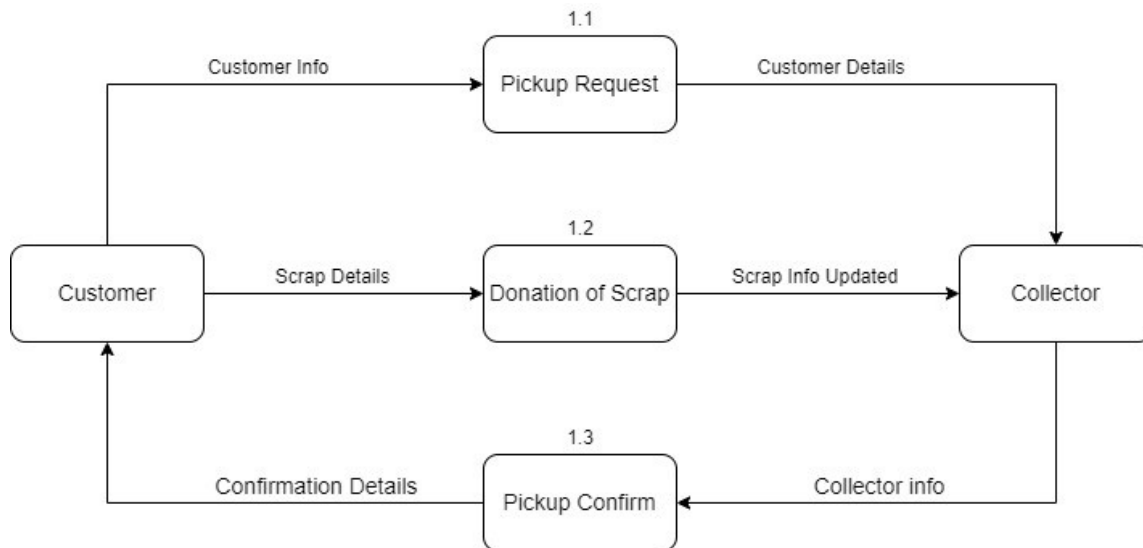 1.1
Customer Info
Pickup Request
Customer Details
1.2
Customer
Scrap Details
Donation of Scrap
Scrap Info Updated
Collector
1.3
Confirmation Details
Pickup Confirm
Collector info